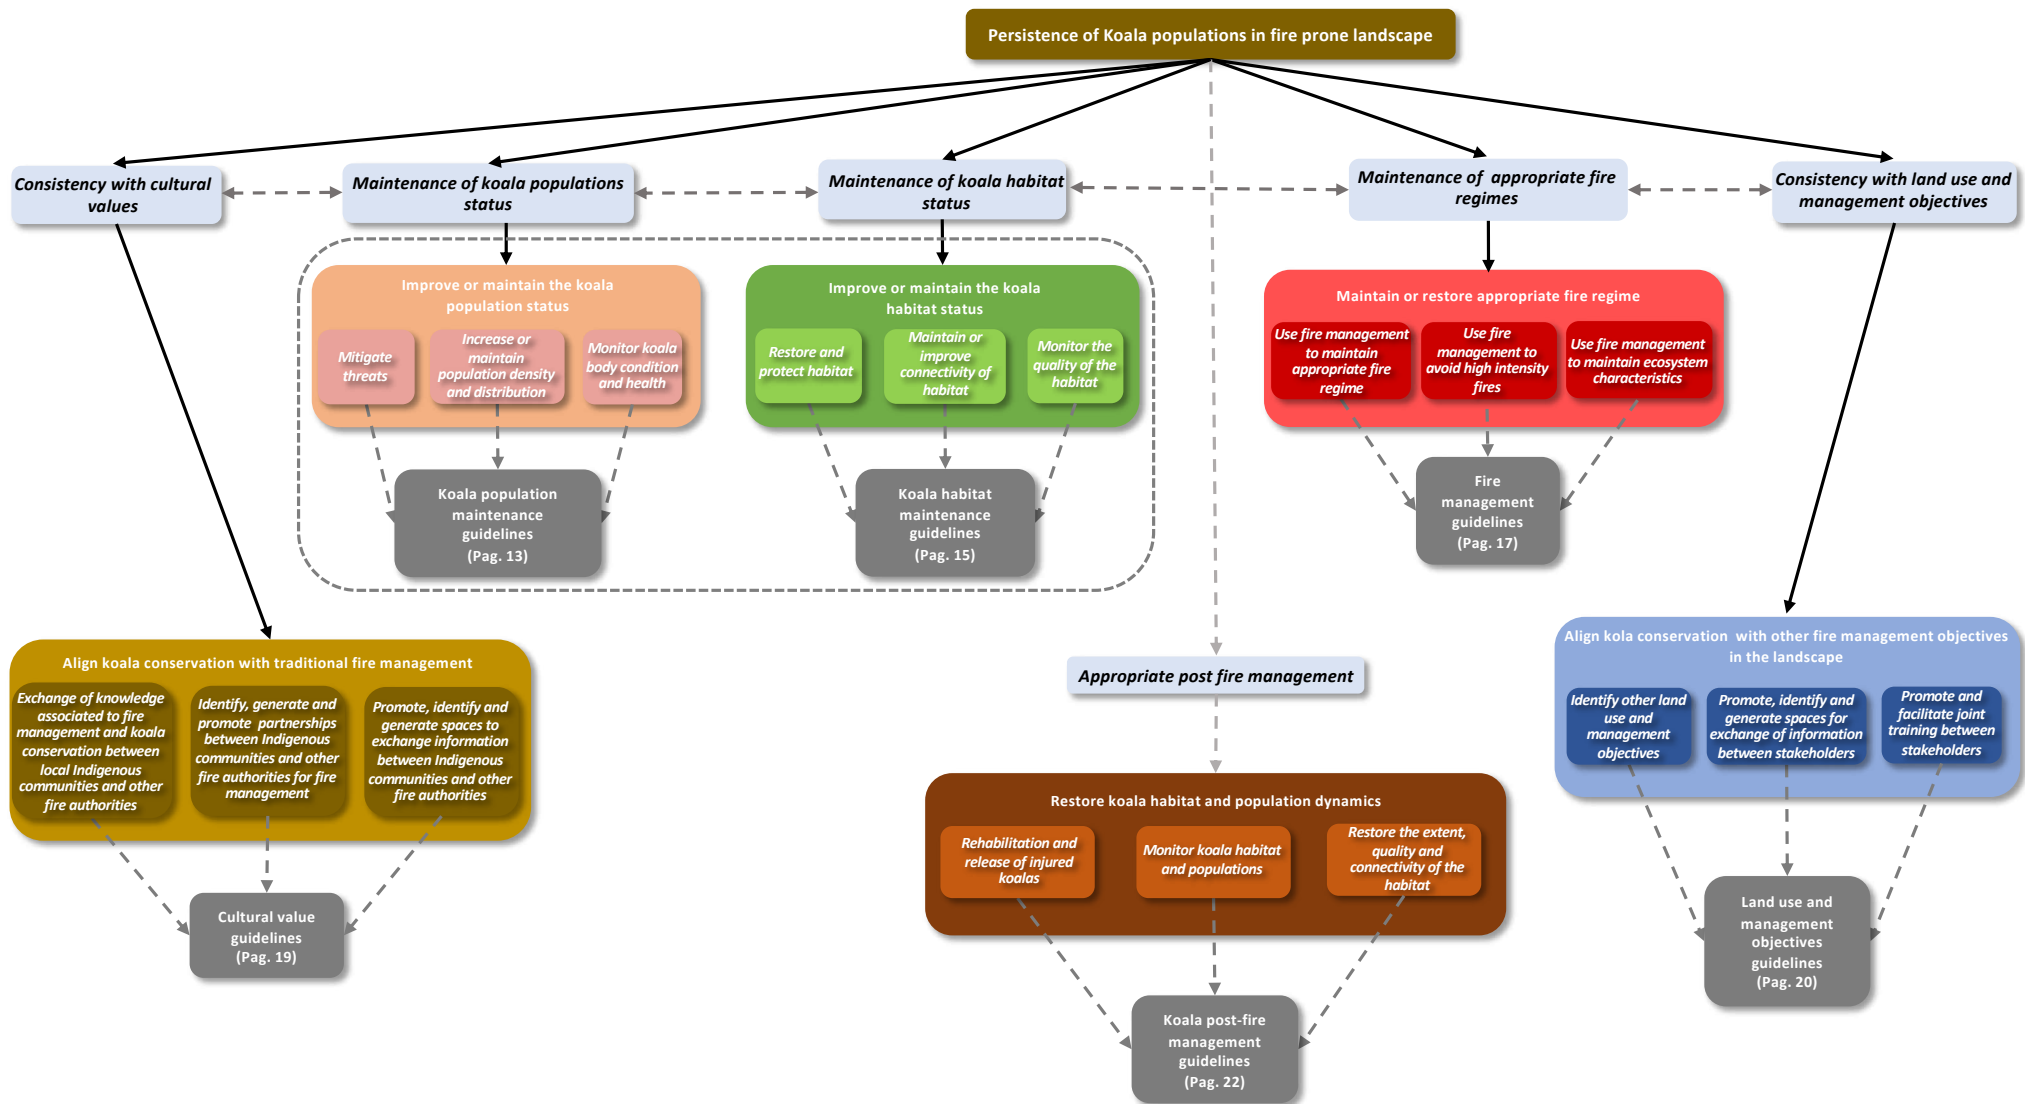 Persistence of Koala populations in fire prone landscape
Consistency with cultural
values
Maintenance of koala populations
status
Maintenance of koala habitat
status
Maintenance of appropriate fire
regimes
Consistency with land use and
management objectives
Improve or maintain the koala
population status
Mitigate
threats
Increase or
maintain
population density
and distribution
Monitor koala
body condition
and health
Koala population
maintenance
guidelines
(Pag. 13)
Improve or maintain the koala
habitat status
Restore and
protect habitat
Maintain or
improve
connectivity of
habitat
Monitor the
quality of the
habitat
Koala habitat
maintenance
guidelines
(Pag. 15)
Maintain or restore appropriate fire regime
Use fire management
to maintain
appropriate fire
regime
Use fire
management to
avoid high intensity
fires
Use fire management
to maintain ecosystem
characteristics
Fire
management
guidelines
(Pag. 17)
Align koala conservation with traditional fire management
Exchange of knowledge
associated to fire
management and koala
conservation between
local Indigenous
communities and other
fire authorities
Identify, generate and
promote partnerships
between Indigenous
communities and other
fire authorities for fire
management
Promote, identify and
generate spaces to
exchange information
between Indigenous
communities and other
fire authorities
Cultural value
guidelines
(Pag. 19)
Appropriate post fire management
Restore koala habitat and population dynamics
Rehabilitation and
release of injured
koalas
Monitor koala habitat
and populations
Restore the extent,
quality and
connectivity of the
habitat
Koala post-fire
management
guidelines
(Pag. 22)
Align kola conservation with other fire management objectives
in the landscape
Identify other land
use and
management
objectives
Promote, identify and
generate spaces for
exchange of information
between stakeholders
Promote and
facilitate joint
training between
stakeholders
Land use and
management
objectives
guidelines
(Pag. 20)